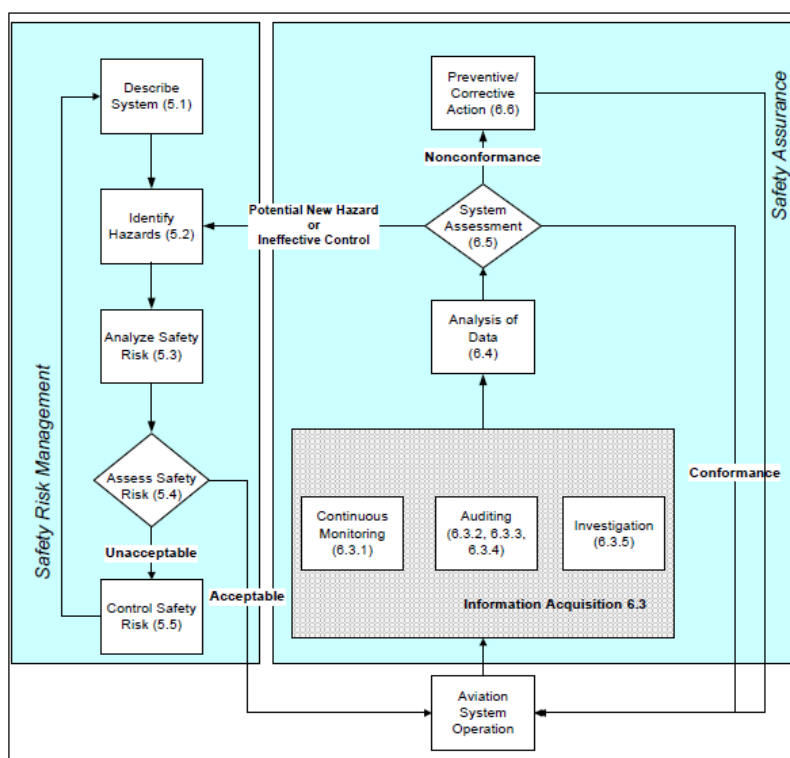 Safety Risk Management
Describe
System (5.1)
Identify
Hazards (5.2)
Analyze Safety
Risk (5.3)
Assess Safety
Risk (5.4)
Unacceptable
Control Safety
Risk (5.5)
Acceptable
Potential New Hazard
or
Ineffective Control
Safety Assurance
Preventive/
Corrective
Action (6.6)
Nonconformance
System
Assessment
(6.5)
Analysis of
Data
(6.4)
Conformance
Continuous
Monitoring
(6.3.1)
Auditing
(6.3.2, 6.3.3,
6.3.4)
Investigation
(6.3.5)
Information Acquisition 6.3
Aviation
System
Operation